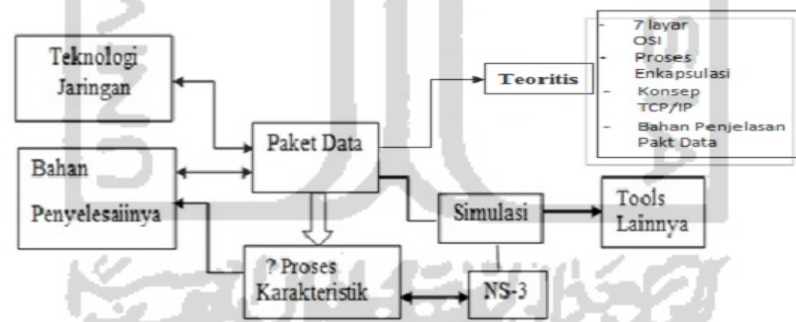 Teknologi
Jaringan
Bahan
Penyelesaiinya
Paket Data
? Proses
Karakteristik
Teoritis
- 7 layar
OSI
- Proses
Enkapsulasi
- Konsep
TCP/IP
- Bahan Penjelasan
Pakt Data
Simulasi
NS-3
Tools
Lainnya